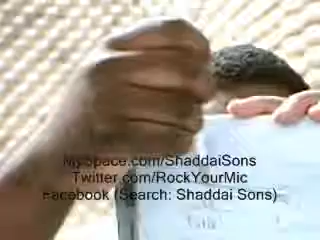 MySpace.com/ShaddaiSons
Twitter.com/RockYourMic
Facebook (Search: Shaddai Sons)